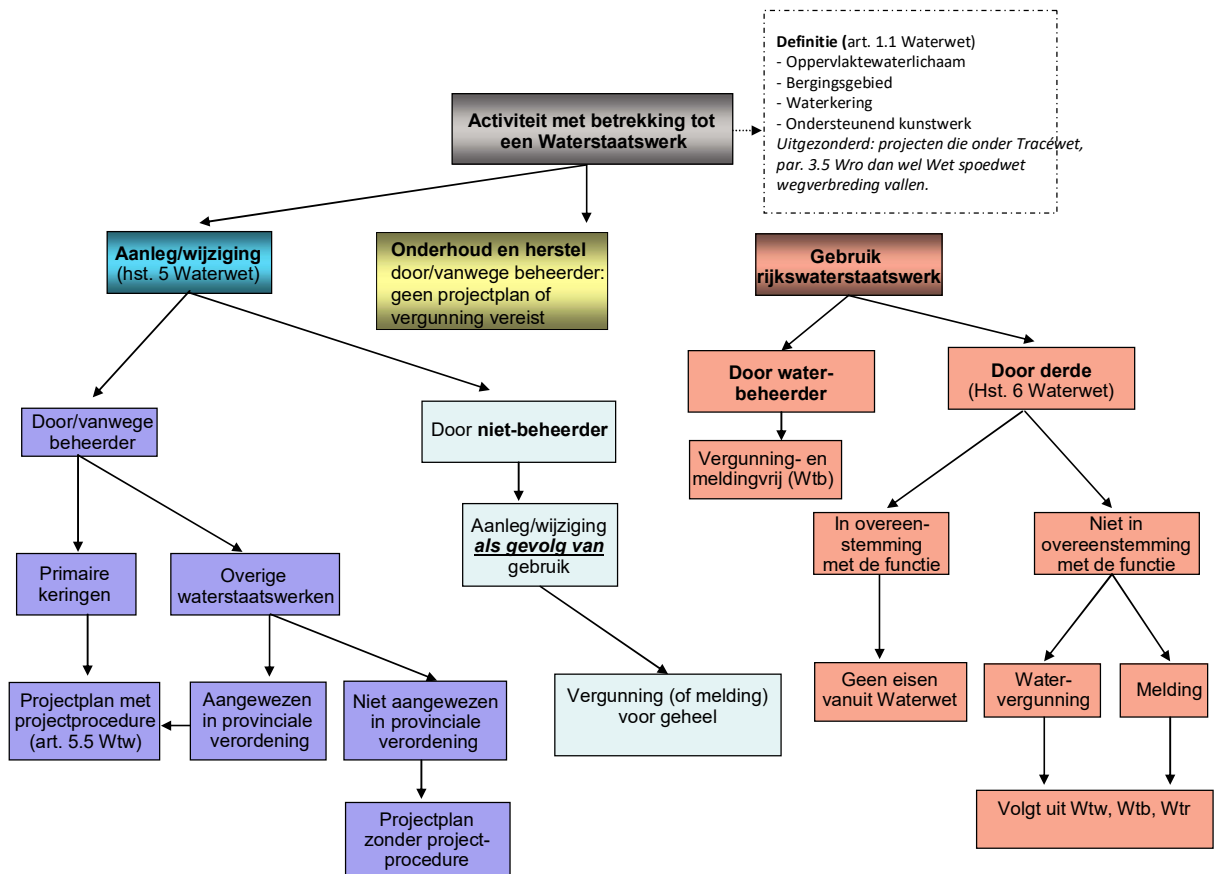 Definitie (art. 1.1 Waterwet)
- Oppervlaktewaterlichaam
- Bergingsgebied
- Waterkering
- Ondersteunend kunstwerk
Uitgezonderd: projecten die onder Tracéwet,
par. 3.5 Wro dan wel Wet spoedwet
wegverbreding vallen.
Activiteit met betrekking tot
een Waterstaatswerk
Aanleg/wijziging
(hst. 5 Waterwet)
Onderhoud en herstel
door/vanwege beheerder:
geen projectplan of
vergunning vereist
Gebruik
rijkswaterstaatswerk
Door water-
beheerder
Door derde
(Hst. 6 Waterwet)
Door/vanwege
beheerder
Door niet-beheerder
Vergunning- en
meldingvrij (Wtb)
Aanleg/wijziging
als gevolg van
gebruik
In overeen-
stemming
met de functie
Niet in
overeenstemming
met de functie
Primaire
keringen
Overige
waterstaatswerken
Projectplan met
projectprocedure
(art. 5.5 Wtw)
Aangewezen
in provinciale
verordening
Niet aangewezen
in provinciale
verordening
Vergunning (of melding)
voor geheel
Geen eisen
vanuit Waterwet
Water-
vergunning
Melding
Projectplan
zonder project-
procedure
Volgt uit Wtw, Wtb, Wtr